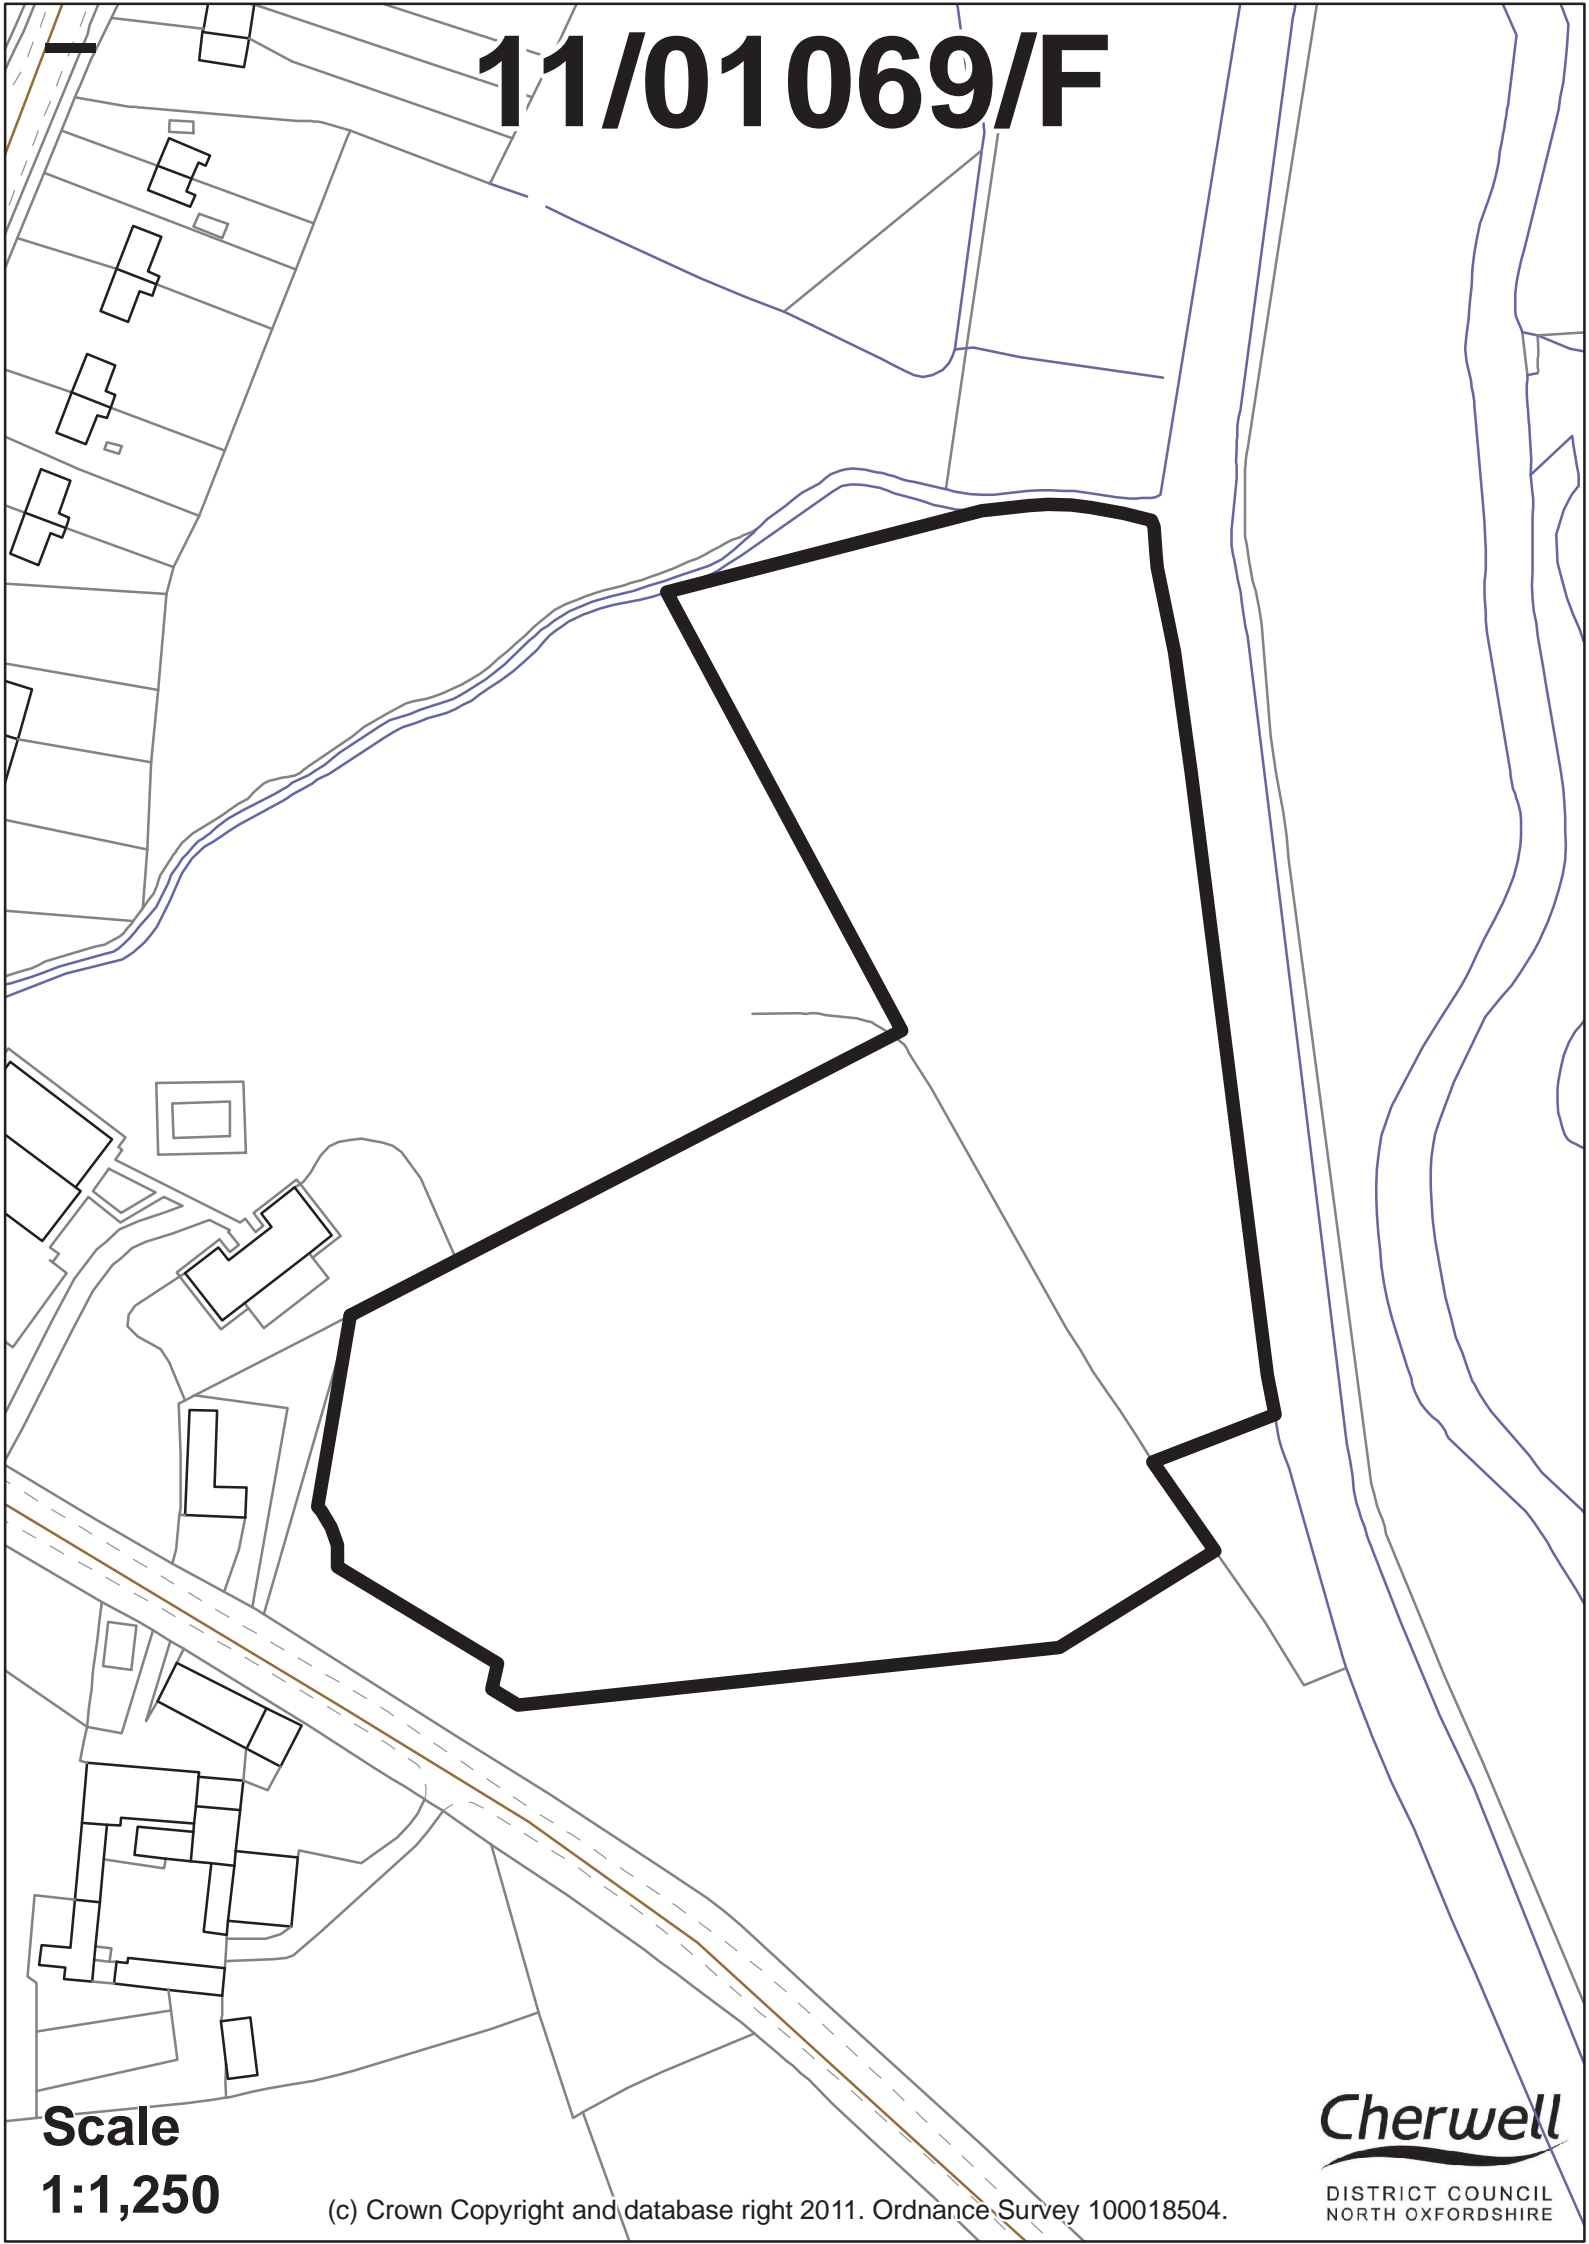 11/01069/F
Scale
1:1,250
(c) Crown Copyright and database right 2011. Ordnance Survey 100018504.
Cherwell
DISTRICT COUNCIL
NORTH OXFORDSHIRE